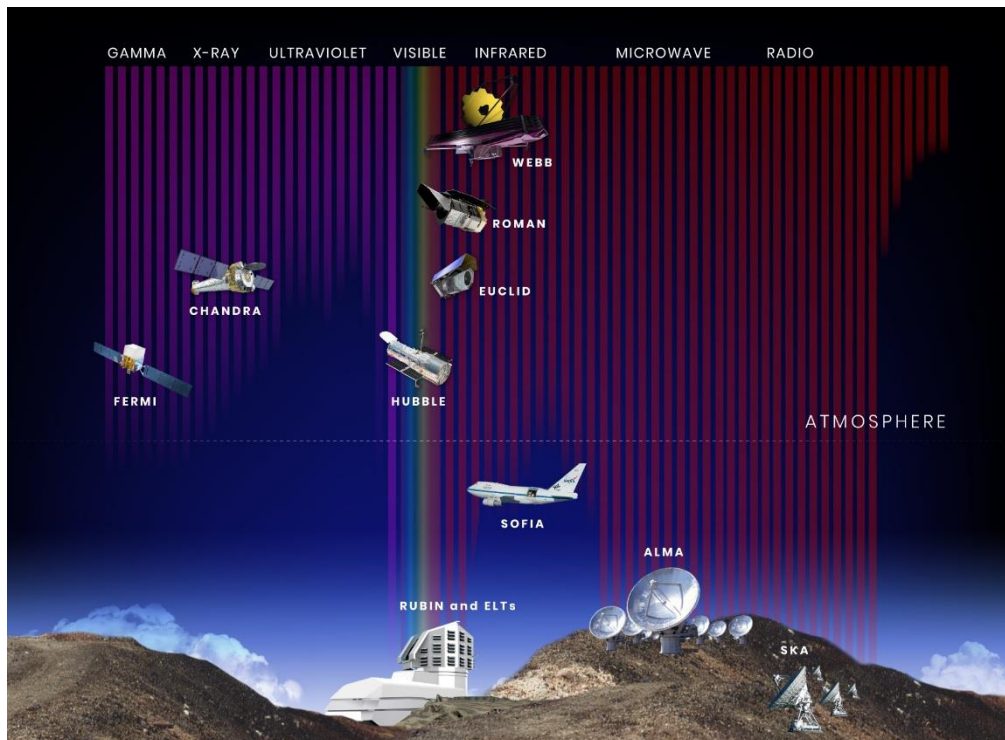 GAMMA X-RAY ULTRAVIOLET VISIBLE INFRARED MICROWAVE RADIO
WEBB
ROMAN
EUCLID
CHANDRA
FERMI
HUBBLE
ATMOSPHERE
SOFIA
ALMA
RUBIN and ELTs
SKA